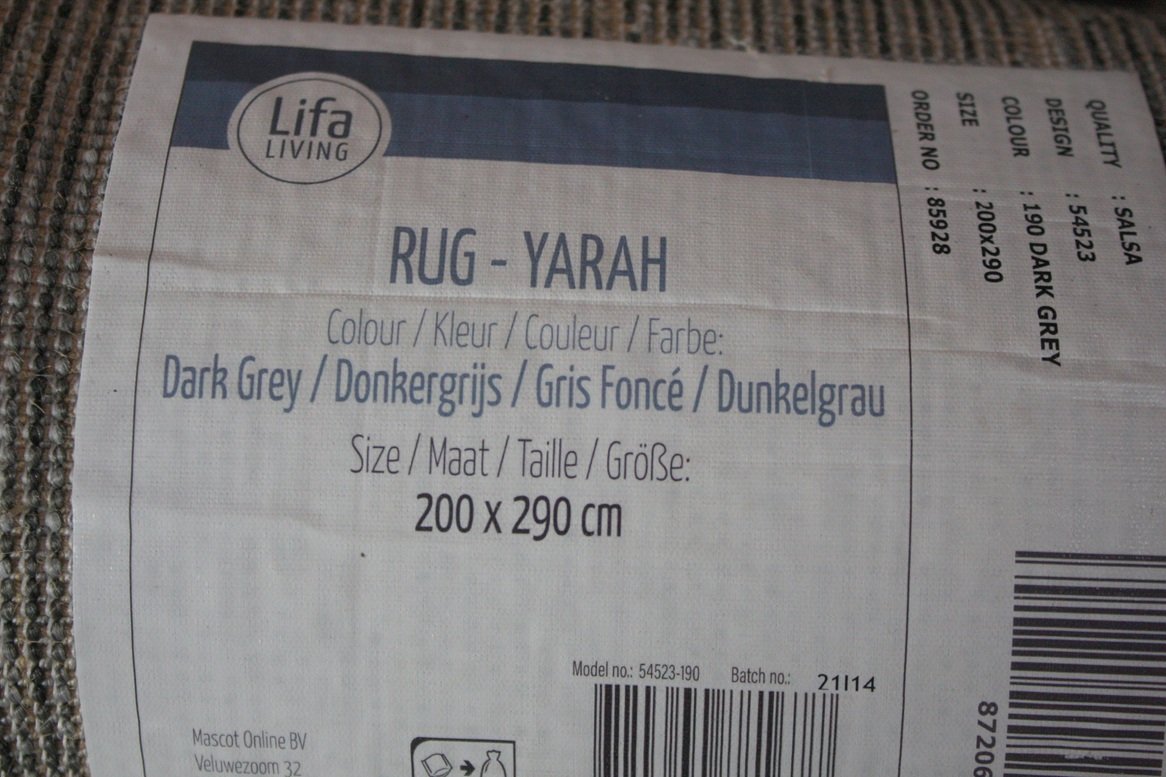 Lifa
LIVING
RUG - YARAH
Colour / Kleur / Couleur / Farbe:
Dark Grey / Donkergrijs / Gris Foncé / Dunkelgrau
Size / Maat / Taille / Größe:
200 x 290 cm
Model no.: 54523-190 Batch no.: 21114
Mascot Online BV
Veluwezoom 32
QUALITY : SALSA
DESIGN : 54523
COLOUR : 190 DARK GREY
SIZE : 200x290
ORDER NO : 85928
87206